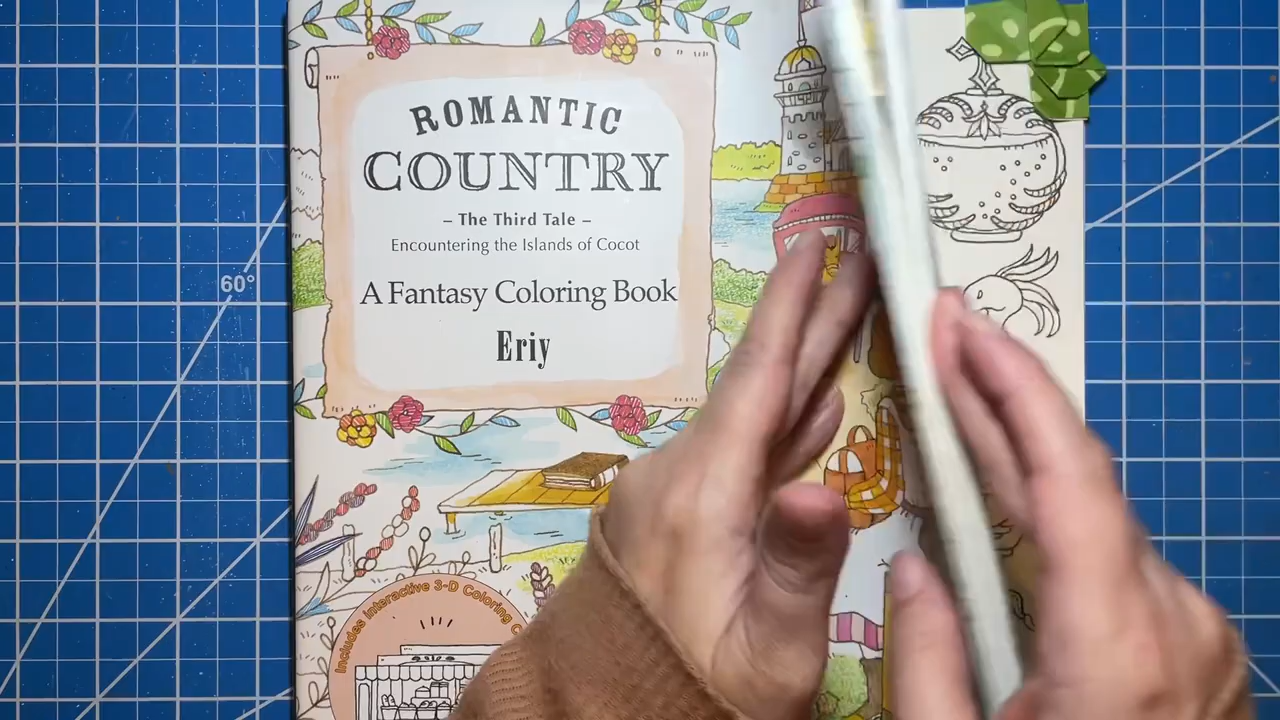 ROMANTIC
COUNTRY
– The Third Tale –
Encountering the Islands of Cocot
A Fantasy Coloring Book
Eriy
60°
Includes interactive 3-D Coloring